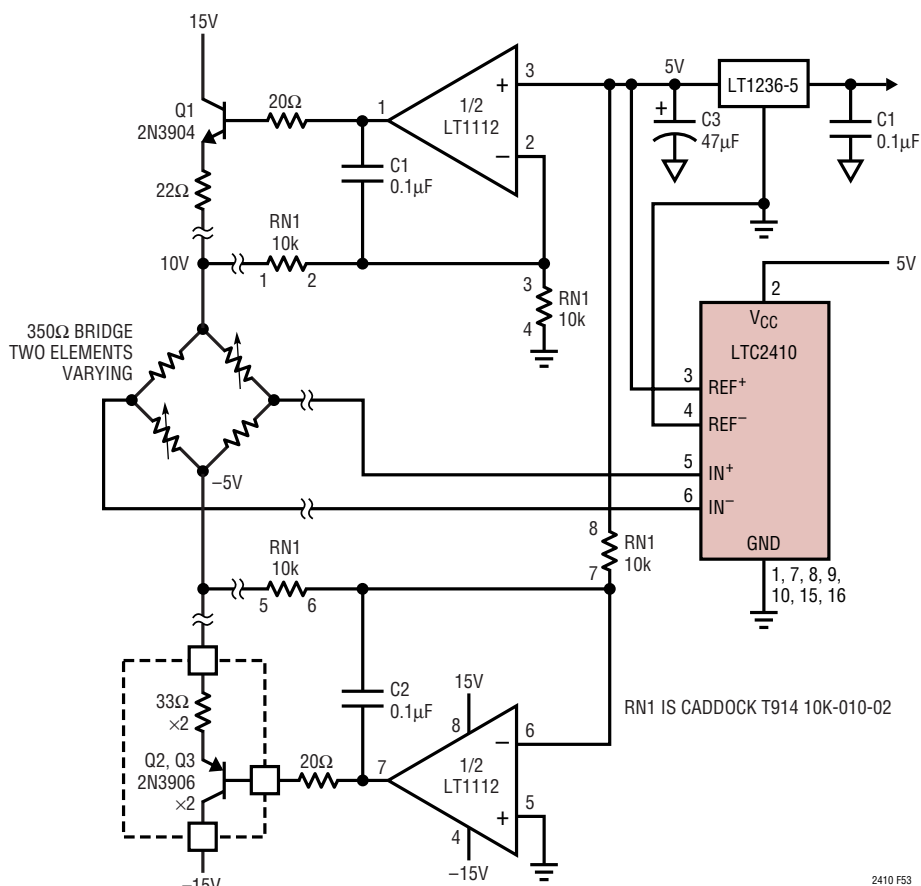 15V
Q1
2N3904
20Ω
1
1/2
LT1112
+
3
−
2
5V
LT1236-5
+
C3
47µF
C1
0.1µF
22Ω
C1
0.1µF
RN1
10k
10V
1
2
3
4
RN1
10k
5V
2
VCC
LTC2410
3
REF+
4
REF−
5
IN+
6
IN−
GND
1, 7, 8, 9,
10, 15, 16
350Ω BRIDGE
TWO ELEMENTS
VARYING
−5V
8
RN1
10k
7
RN1
10k
5
6
33Ω
×2
Q2, Q3
2N3906
×2
20Ω
C2
0.1µF
15V
8
7
1/2
LT1112
−
6
+
5
4
−15V
−15V
RN1 IS CADDOCK T914 10K-010-02
2410 F53